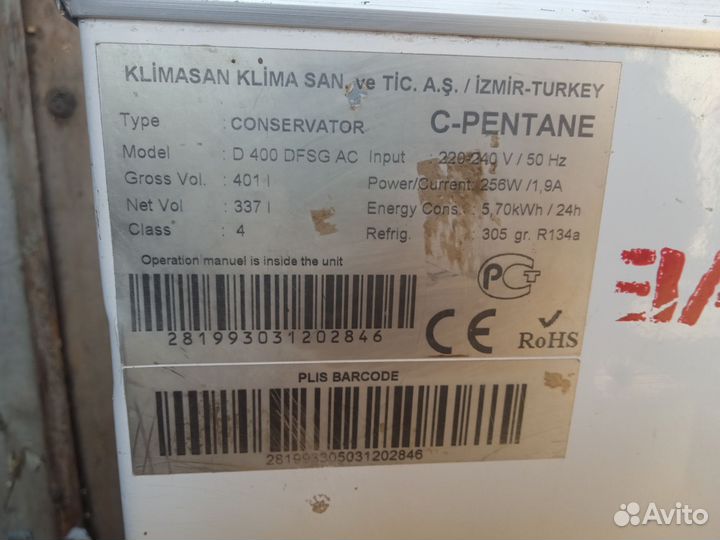 KLİMASAN KLİMA SAN. ve TİC. A.Ş. / İZMİR-TURKEY
Type : CONSERVATOR C-PENTANE
Model : D 400 DFSG AC Input : 220-240 V / 50 Hz
Gross Vol. : 401 l Power/Current: 256W / 1,9A
Net Vol : 337 l Energy Cons. : 5,70kWh / 24h
Class : 4 Refrig. : 305 gr. R134a
Operation manuel is inside the unit
281993031202846
CE RoHS
PLIS BARCODE
281993305031202846
Avito